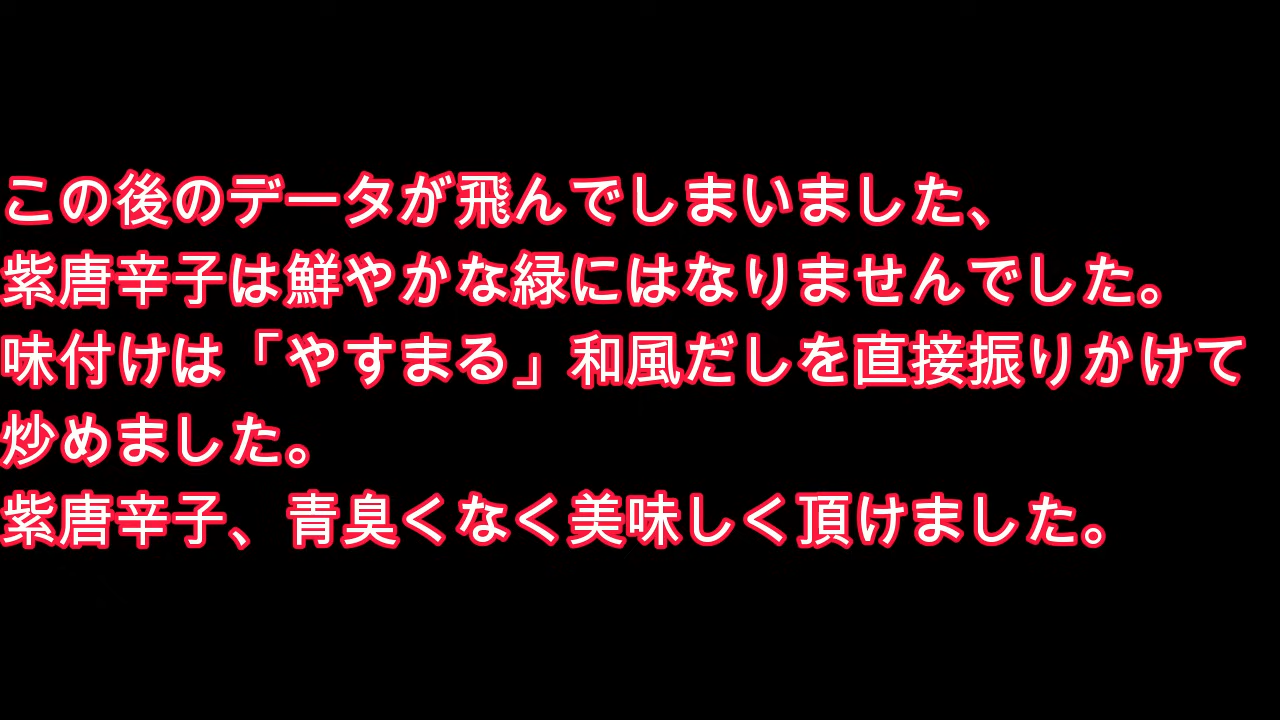 この後のデータが飛んでしまいました、
紫唐辛子は鮮やかな緑にはなりませんでした。
味付けは「やすまる」和風だしを直接振りかけて
炒めました。
紫唐辛子、青臭くなく美味しく頂けました。